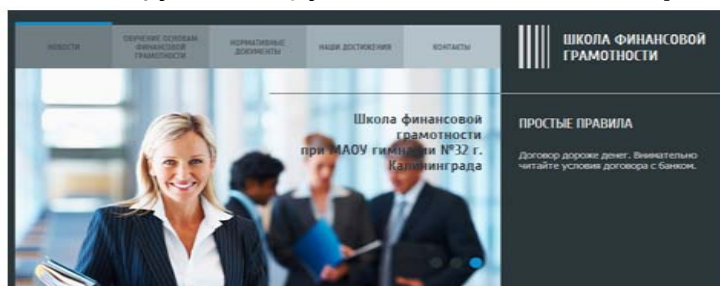 НОВОСТИ
ОБУЧЕНИЕ ОСНОВАМ
ФИНАНСОВОЙ
ГРАМОТНОСТИ
НОРМАТИВНЫЕ
ДОКУМЕНТЫ
НАШИ ДОСТИЖЕНИЯ
КОНТАКТЫ
ШКОЛА ФИНАНСОВОЙ
ГРАМОТНОСТИ
Школа финансовой
грамотности
при МАОУ гимназии №32 г.
Калининграда
ПРОСТЫЕ ПРАВИЛА
Договор дороже денег. Внимательно
читайте условия договора с банком.